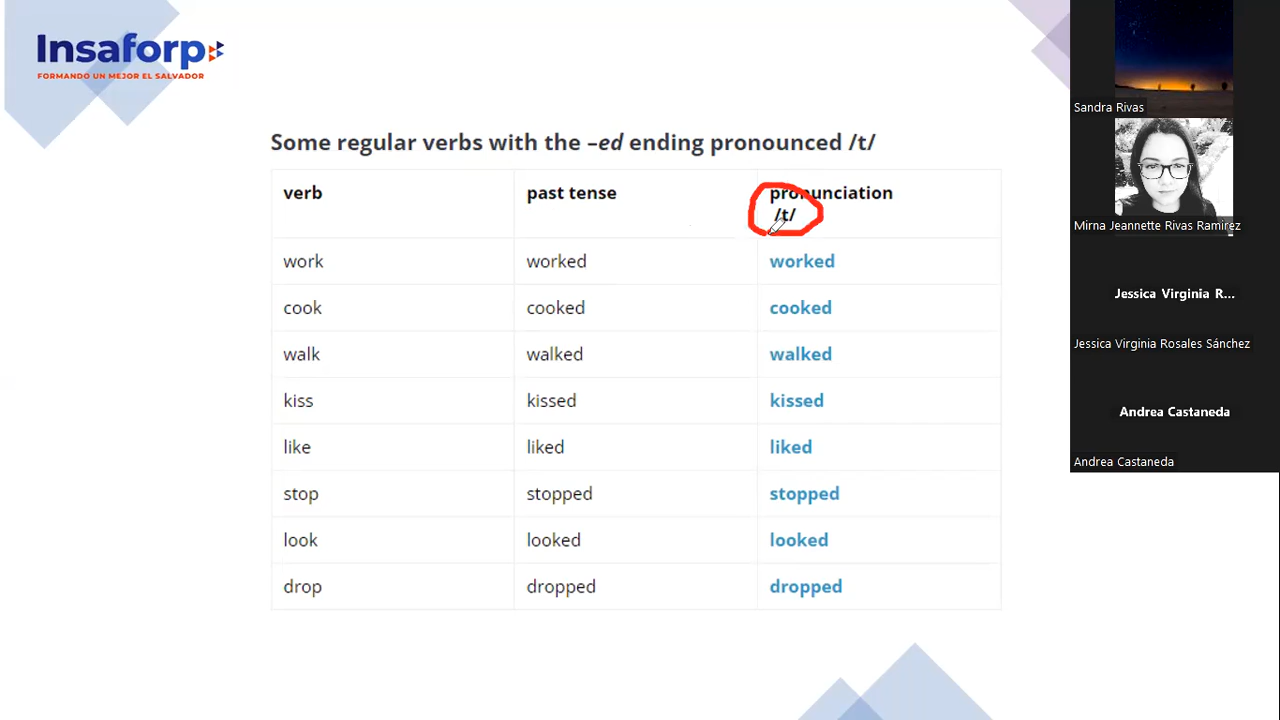 Insaforp
FORMANDO UN MEJOR EL SALVADOR
Some regular verbs with the –ed ending pronounced /t/
verb past tense pronunciation
/t/
work worked worked
cook cooked cooked
walk walked walked
kiss kissed kissed
like liked liked
stop stopped stopped
look looked looked
drop dropped dropped
Sandra Rivas
Mirna Jeannette Rivas Ramirez
Jessica Virginia R...
Jessica Virginia Rosales Sánchez
Andrea Castaneda
Andrea Castaneda